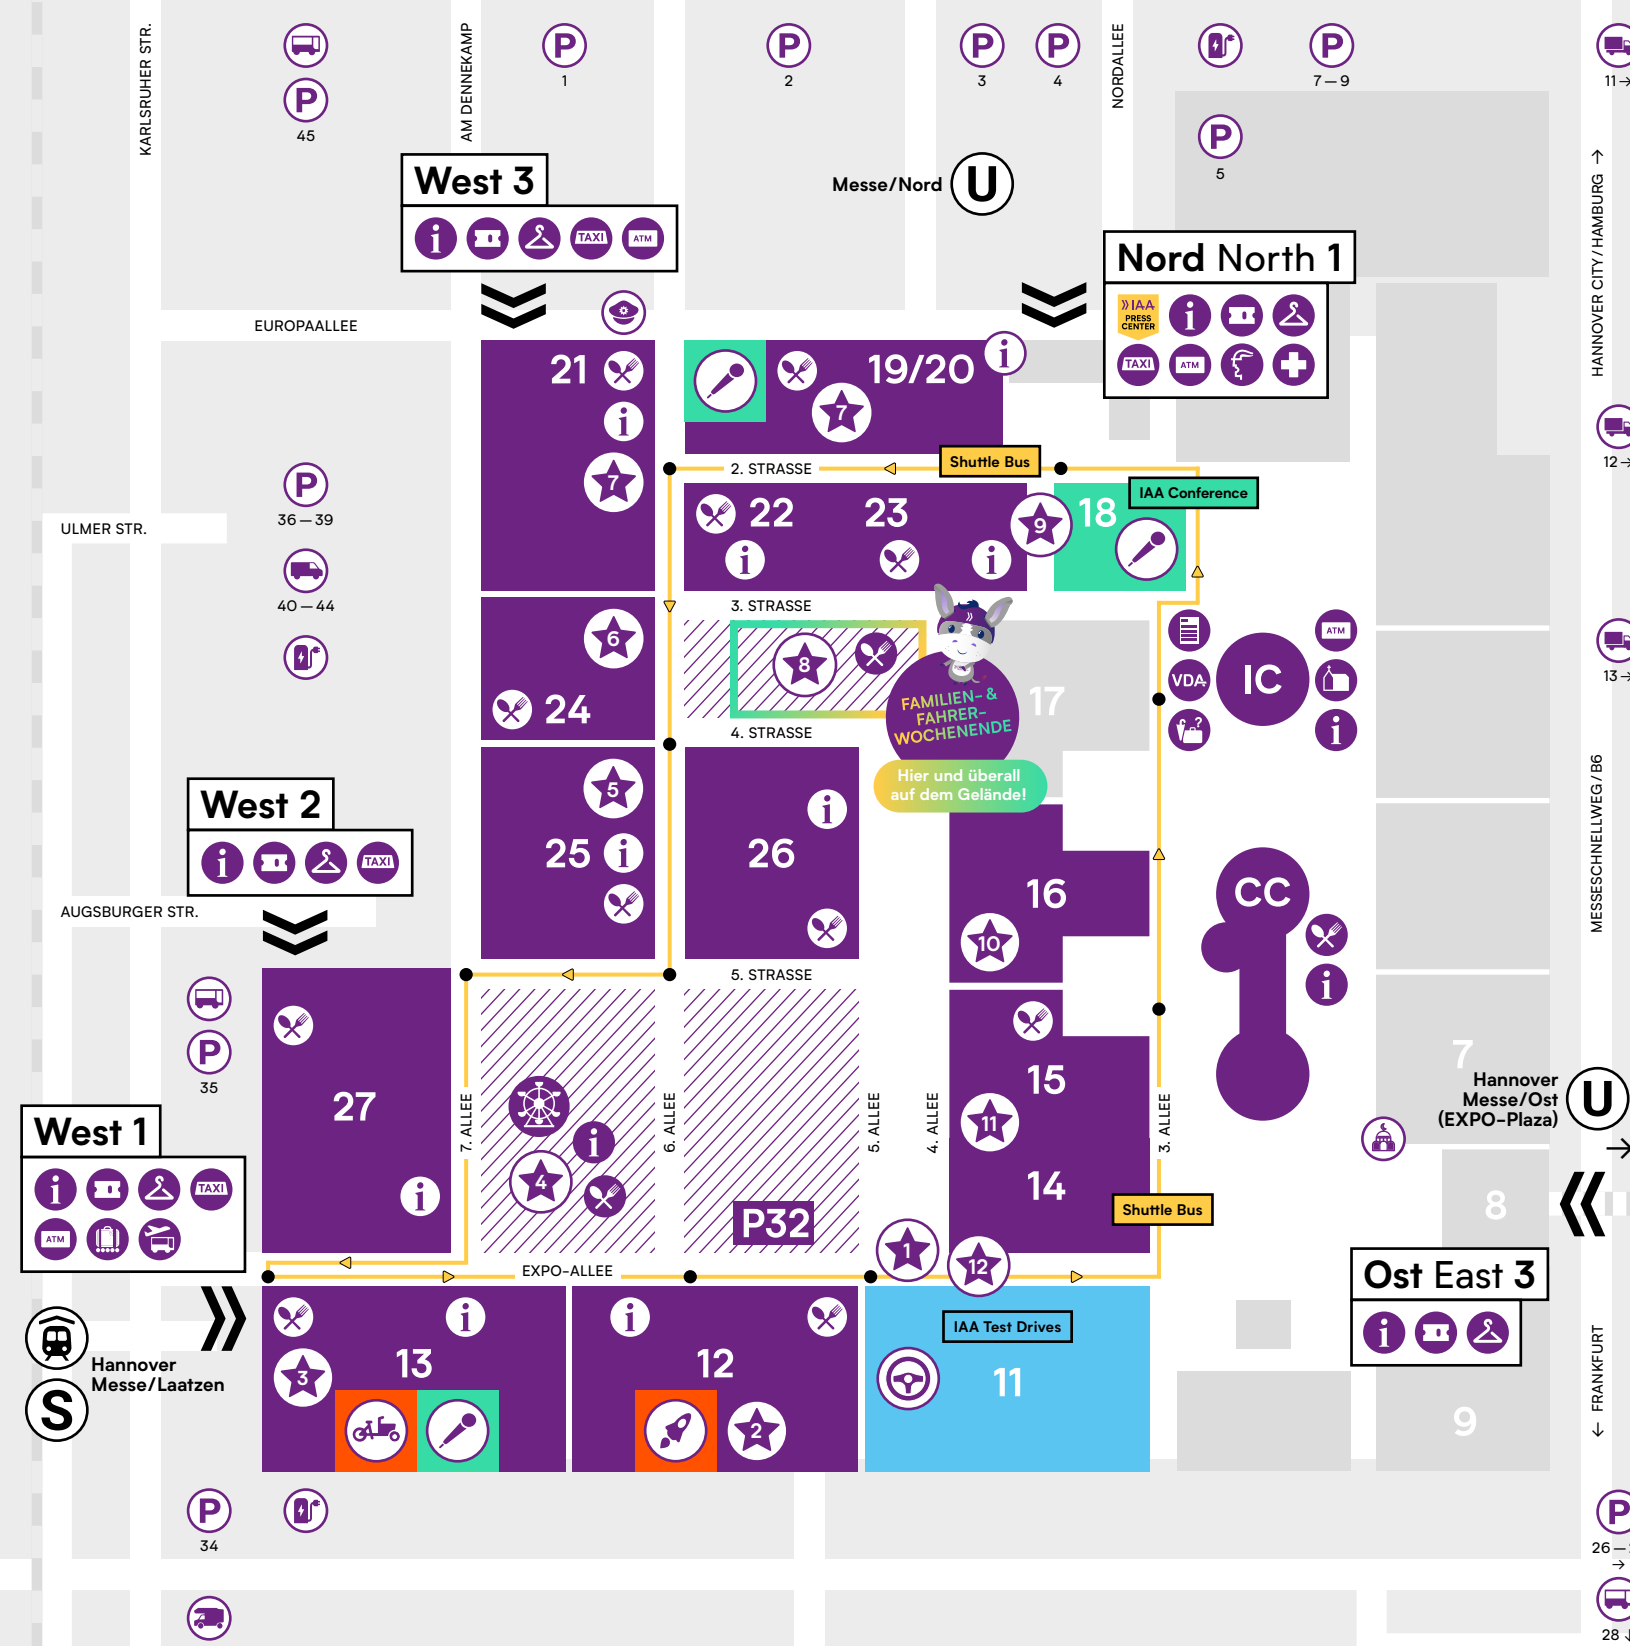 KARLSRUHER STR.
AM DENNEKAMP
NORDALLEE
P
1
P
2
P
3
P
4
P
7 – 9
11→
P
45
P
5
West 3
i
TAXI
ATM
Messe/Nord
U
HANNOVER CITY / HAMBURG →
Nord North 1
» IAA
PRESS
CENTER
i
TAXI
ATM
EUROPAALLEE
21
i
7
19/20
i
7
2. STRASSE
Shuttle Bus
12→
P
36 – 39
ULMER STR.
40 – 44
22
i
23
i
9
18
IAA Conference
3. STRASSE
6
24
8
FAMILIEN- &
FAHRER-
WOCHENENDE
Hier und überall
auf dem Gelände!
17
VDA
IC
ATM
i
13→
4. STRASSE
West 2
i
TAXI
AUGSBURGER STR.
5
25
i
26
i
16
10
CC
i
MESSESCHNELLWEG / B6
5. STRASSE
P
35
27
i
7. ALLEE
i
4
6. ALLEE
P32
5. ALLEE
4. ALLEE
15
11
14
3. ALLEE
Shuttle Bus
7
Hannover
Messe/Ost
(EXPO-Plaza)
U
→
8
West 1
i
TAXI
ATM
EXPO-ALLEE
1
12
Ost East 3
i
S
Hannover
Messe/Laatzen
i
13
3
i
12
2
IAA Test Drives
11
9
← FRANKFURT
P
34
P
26 –
→
28 ↓